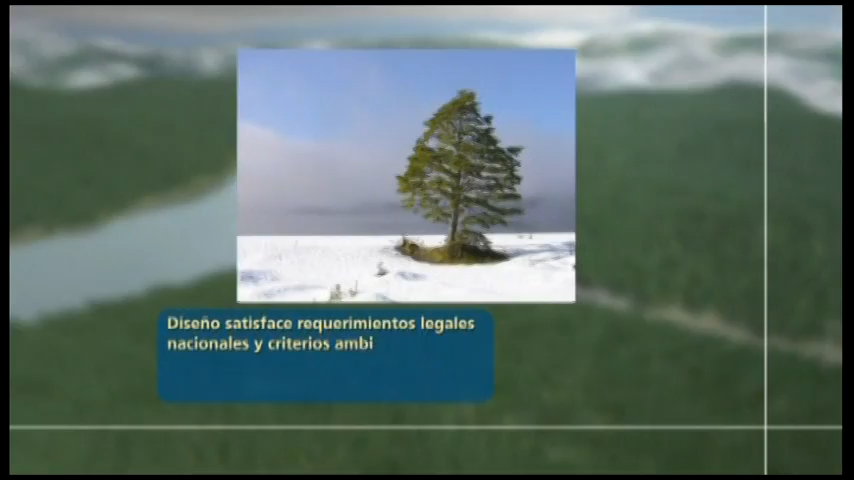 Diseño satisface requerimientos legales
nacionales y criterios ambi